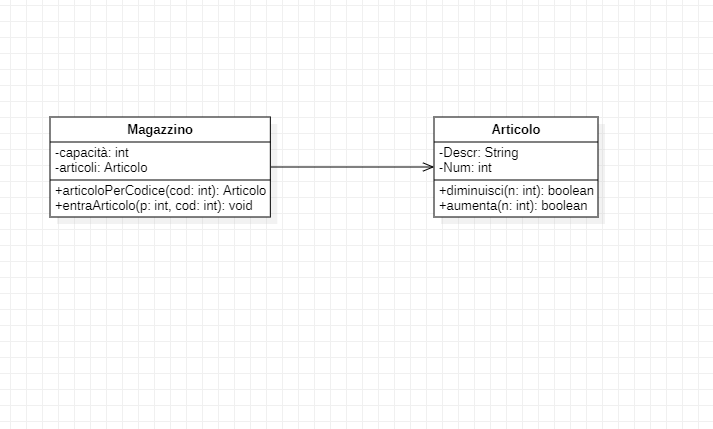 Magazzino
-capacità: int
-articoli: Articolo
+articoloPerCodice(cod: int): Articolo
+entraArticolo(p: int, cod: int): void
Articolo
-Descr: String
-Num: int
+diminuisci(n: int): boolean
+aumenta(n: int): boolean